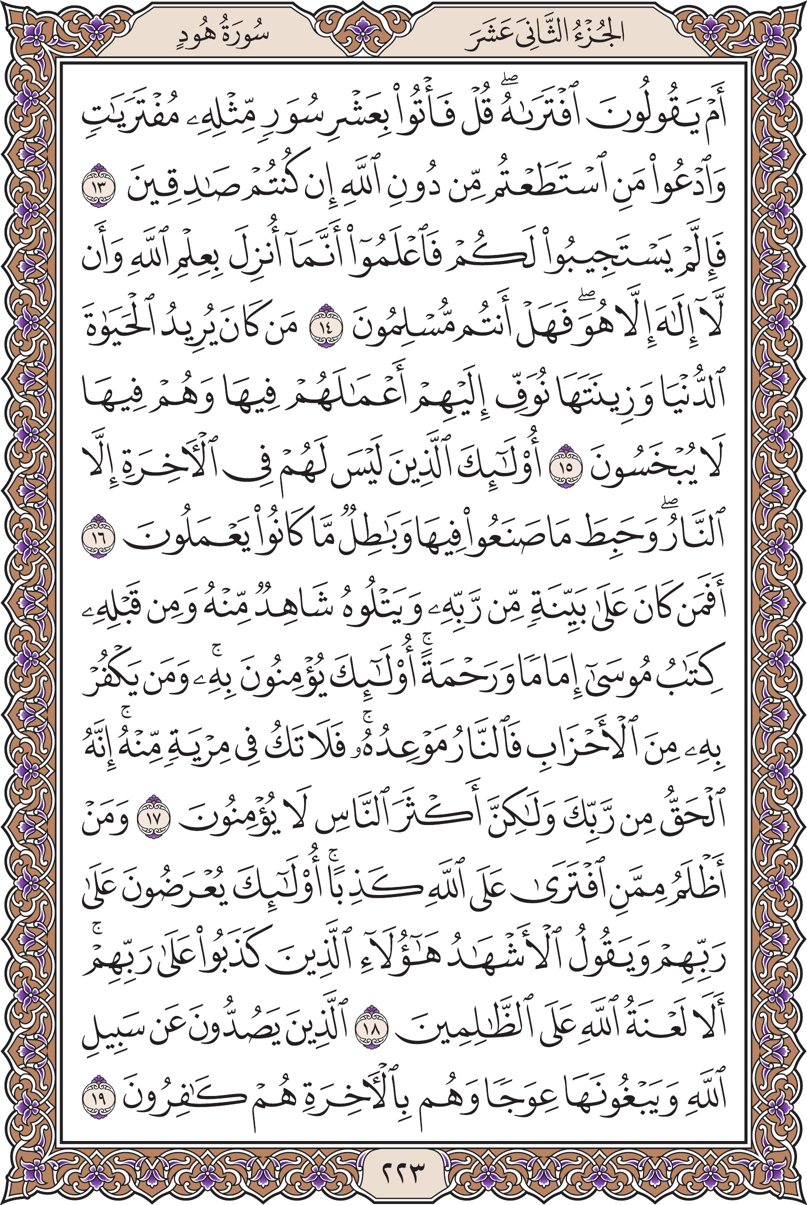 الجُزْءُ الثَّانِي عَشَرَ
سُورَةُ هُودٍ
أَمۡ يَقُولُونَ ٱفۡتَرَىٰهُۖ قُلۡ فَأۡتُواْ بِعَشۡرِ سُوَرٖ مِّثۡلِهِۦ مُفۡتَرَيَٰتٖ
وَٱدۡعُواْ مَنِ ٱسۡتَطَعۡتُم مِّن دُونِ ٱللَّهِ إِن كُنتُمۡ صَٰدِقِينَ ١٣
فَإِلَّمۡ يَسۡتَجِيبُواْ لَكُمۡ فَٱعۡلَمُوٓاْ أَنَّمَآ أُنزِلَ بِعِلۡمِ ٱللَّهِ وَأَن
لَّآ إِلَٰهَ إِلَّا هُوَۖ فَهَلۡ أَنتُم مُّسۡلِمُونَ ١٤ مَن كَانَ يُرِيدُ ٱلۡحَيَوٰةَ
ٱلدُّنۡيَا وَزِينَتَهَا نُوَفِّ إِلَيۡهِمۡ أَعۡمَٰلَهُمۡ فِيهَا وَهُمۡ فِيهَا
لَا يُبۡخَسُونَ ١٥ أُوْلَٰٓئِكَ ٱلَّذِينَ لَيۡسَ لَهُمۡ فِي ٱلۡأٓخِرَةِ إِلَّا
ٱلنَّارُۖ وَحَبِطَ مَا صَنَعُواْ فِيهَا وَبَٰطِلٞ مَّا كَانُواْ يَعۡمَلُونَ ١٦
أَفَمَن كَانَ عَلَىٰ بَيِّنَةٖ مِّن رَّبِّهِۦ وَيَتۡلُوهُ شَاهِدٞ مِّنۡهُ وَمِن قَبۡلِهِۦ
كِتَٰبُ مُوسَىٰٓ إِمَامٗا وَرَحۡمَةًۚ أُوْلَٰٓئِكَ يُؤۡمِنُونَ بِهِۦۚ وَمَن يَكۡفُرۡ
بِهِۦ مِنَ ٱلۡأَحۡزَابِ فَٱلنَّارُ مَوۡعِدُهُۥۚ فَلَا تَكُ فِي مِرۡيَةٖ مِّنۡهُۚ إِنَّهُ
ٱلۡحَقُّ مِن رَّبِّكَ وَلَٰكِنَّ أَكۡثَرَ ٱلنَّاسِ لَا يُؤۡمِنُونَ ١٧ وَمَنۡ
أَظۡلَمُ مِمَّنِ ٱفۡتَرَىٰ عَلَى ٱللَّهِ كَذِبًاۚ أُوْلَٰٓئِكَ يُعۡرَضُونَ عَلَىٰ
رَبِّهِمۡ وَيَقُولُ ٱلۡأَشۡهَٰدُ هَٰٓؤُلَآءِ ٱلَّذِينَ كَذَبُواْ عَلَىٰ رَبِّهِمۡۚ
أَلَا لَعۡنَةُ ٱللَّهِ عَلَى ٱلظَّٰلِمِينَ ١٨ ٱلَّذِينَ يَصُدُّونَ عَن سَبِيلِ
ٱللَّهِ وَيَبۡغُونَهَا عِوَجٗا وَهُم بِٱلۡأٓخِرَةِ هُمۡ كَٰفِرُونَ ١٩
٢٢٣